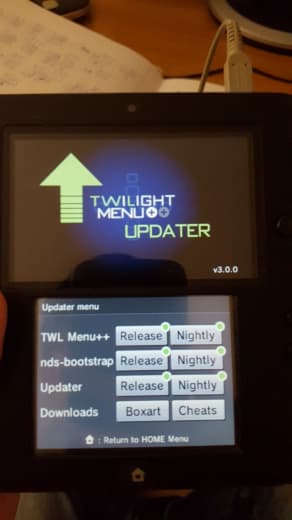 TWILIGHT
MENU++
UPDATER
v3.0.0
Updater menu
TWL Menu++ Release Nightly
nds-bootstrap Release Nightly
Updater Release Nightly
Downloads Boxart Cheats
: Return to HOME Menu